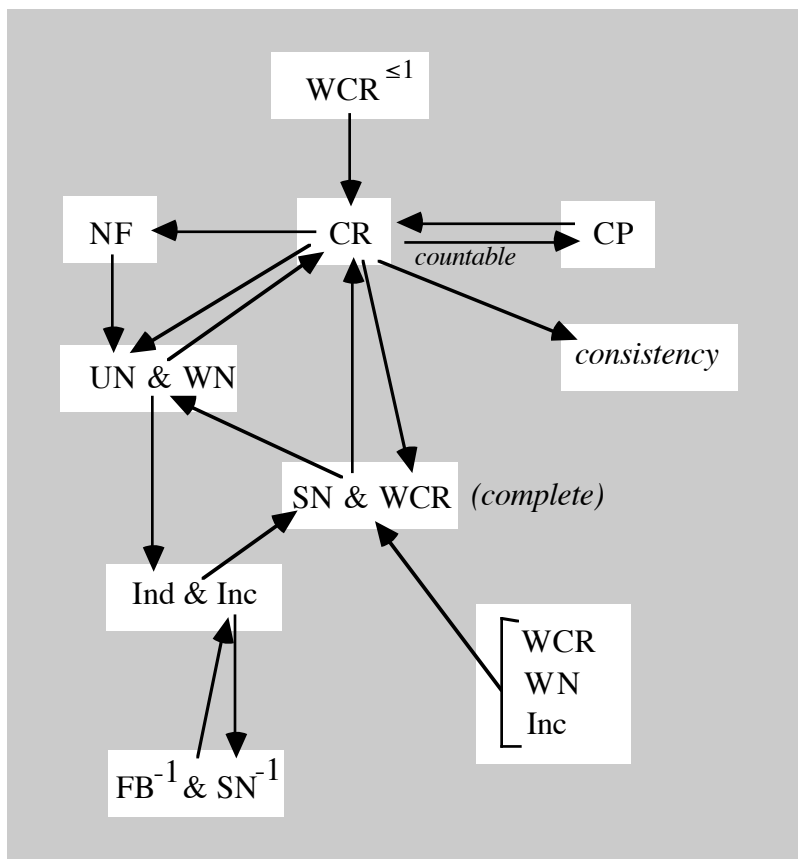 WCR ≤1
NF
CR
CP
countable
consistency
UN & WN
SN & WCR (complete)
Ind & Inc
WCR
WN
Inc
FB-1 & SN-1